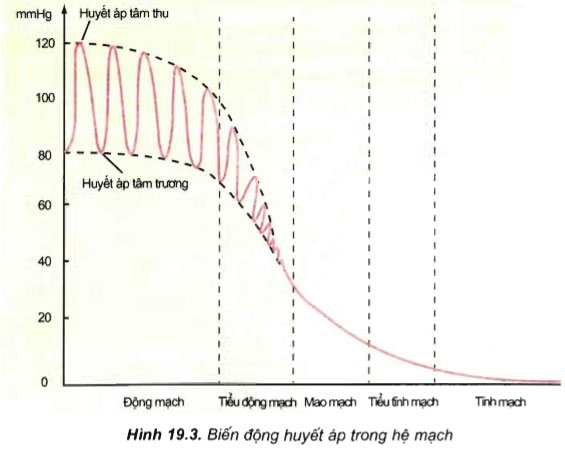 mmHg
Huyết áp tâm thu
120
100
80
Huyết áp tâm trương
60
40
20
0
Động mạch Tiểu động mạch Mao mạch Tiểu tĩnh mạch Tĩnh mạch
Hình 19.3. Biến động huyết áp trong hệ mạch